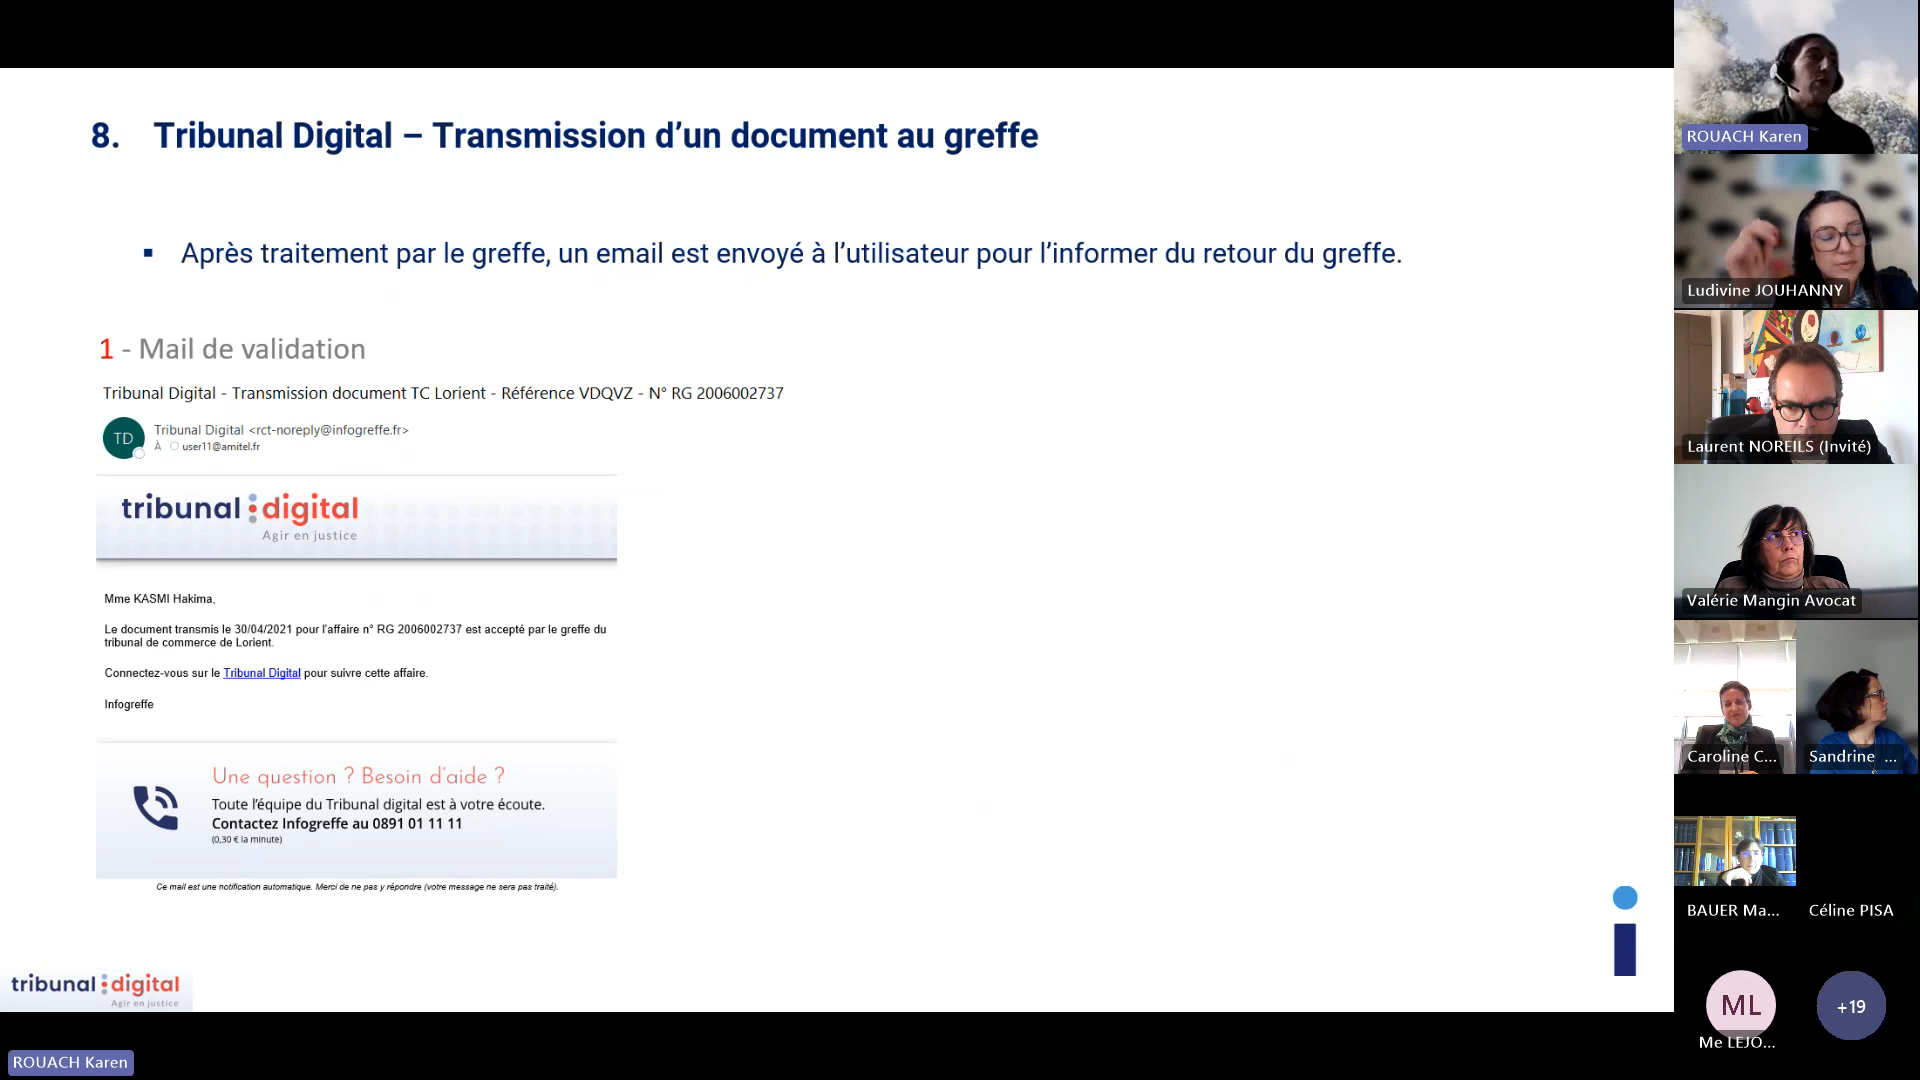 8. Tribunal Digital – Transmission d’un document au greffe
▪ Après traitement par le greffe, un email est envoyé à l’utilisateur pour l’informer du retour du greffe.
1 - Mail de validation
Tribunal Digital - Transmission document TC Lorient - Référence VDQVZ - N° RG 2006002737
TD
Tribunal Digital <rct-noreply@infogreffe.fr>
À user11@amitel.fr
tribunal digital
Agir en justice
Mme KASMI Hakima,
Le document transmis le 30/04/2021 pour l'affaire n° RG 2006002737 est accepté par le greffe du
tribunal de commerce de Lorient.
Connectez-vous sur le Tribunal Digital pour suivre cette affaire.
Infogreffe
Une question ? Besoin d'aide ?
Toute l'équipe du Tribunal digital est à votre écoute.
Contactez Infogreffe au 0891 01 11 11
(0,30 € la minute)
Ce mail est une notification automatique. Merci de ne pas y répondre (votre message ne sera pas traité).
tribunal digital
Agir en justice
ROUACH Karen
ROUACH Karen
Ludivine JOUHANNY
Laurent NOREILS (Invité)
Valérie Mangin Avocat
Caroline C...
Sandrine ...
BAUER Ma...
Céline PISA
ML
Me LEJO...
+19